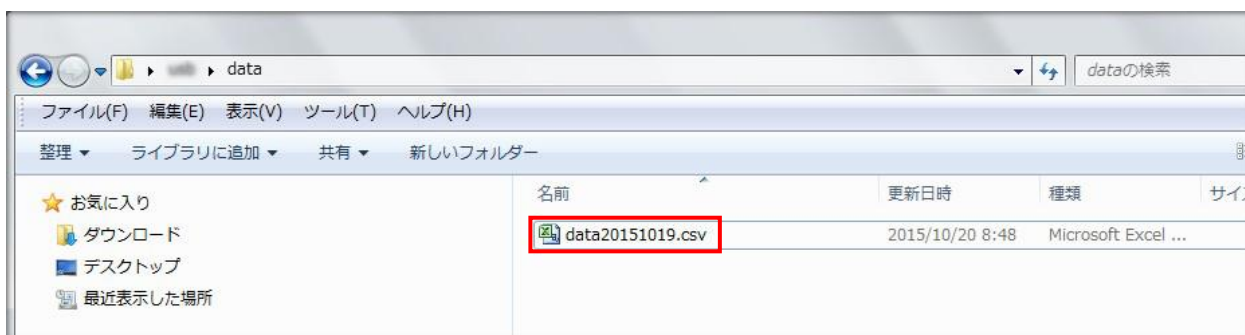 data
dataの検索
ファイル(F) 編集(E) 表示(V) ツール(T) ヘルプ(H)
整理 ライブラリに追加 共有 新しいフォルダー
お気に入り
ダウンロード
デスクトップ
最近表示した場所
名前 更新日時 種類
data20151019.csv 2015/10/20 8:48 Microsoft Excel ...